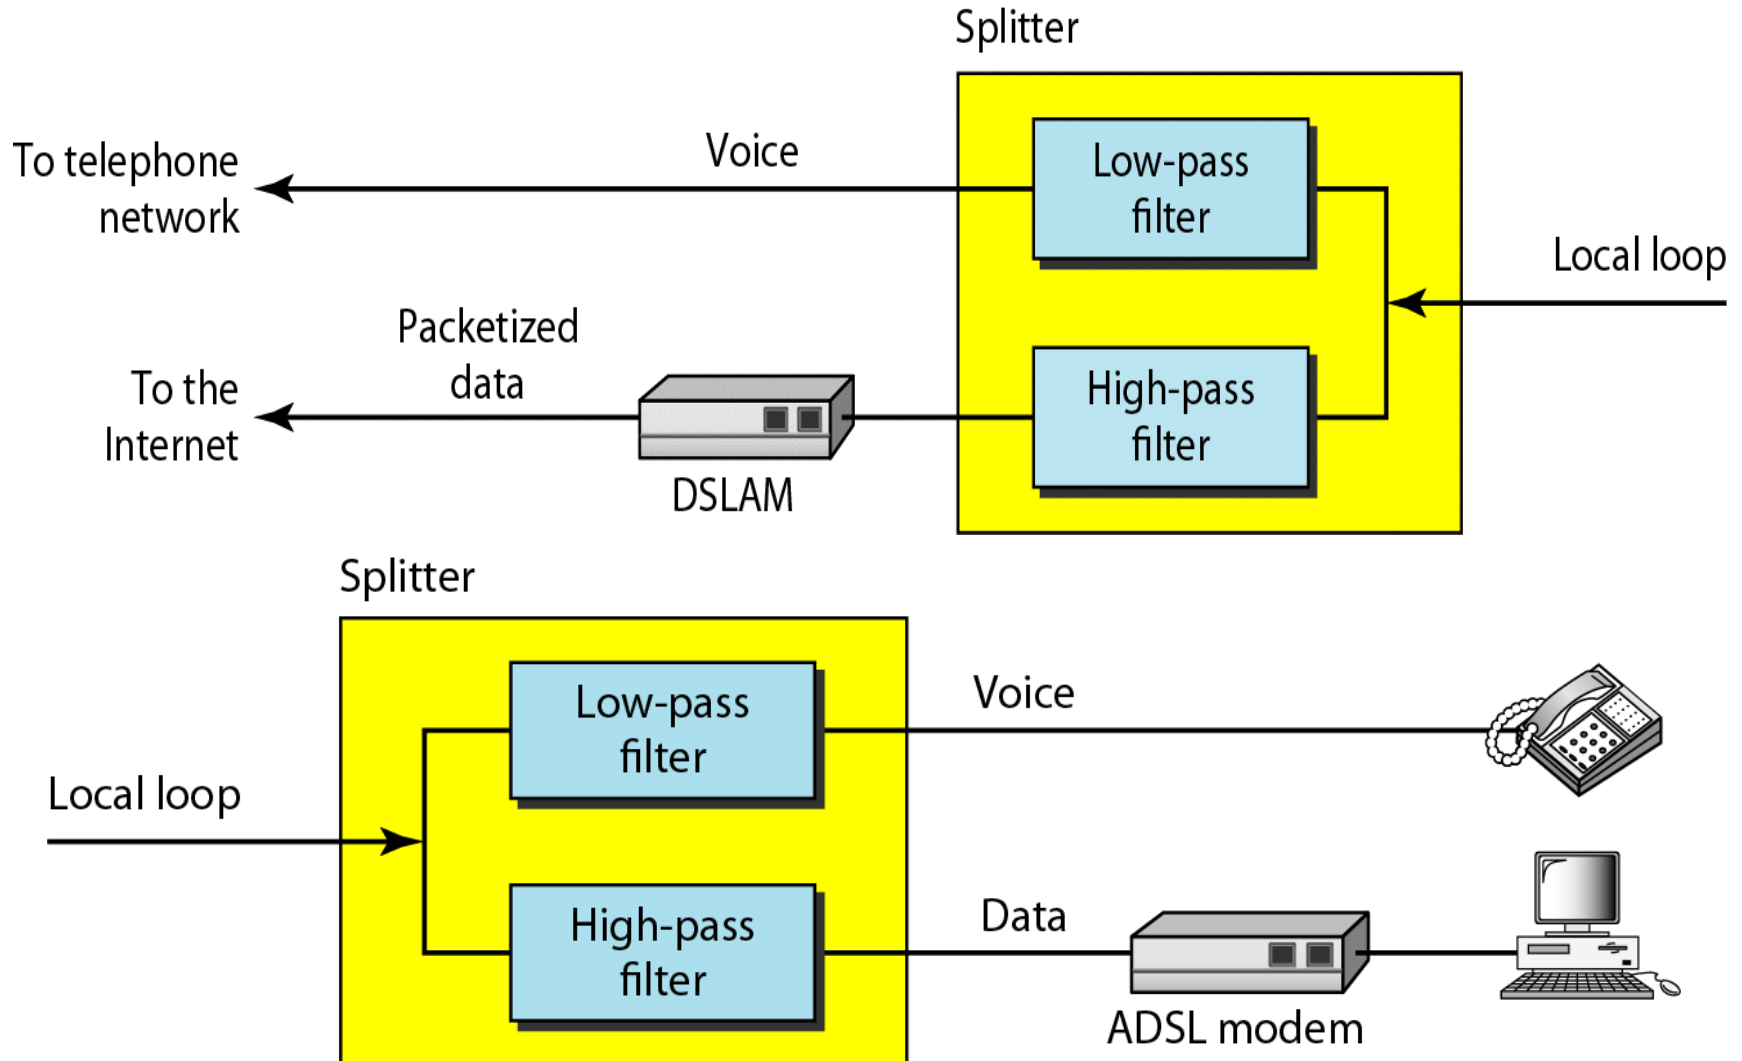 Splitter
To telephone
network
Voice
Low-pass
filter
Local loop
Packetized
data
To the
Internet
High-pass
filter
DSLAM
Splitter
Low-pass
filter
Voice
Local loop
High-pass
filter
Data
ADSL modem